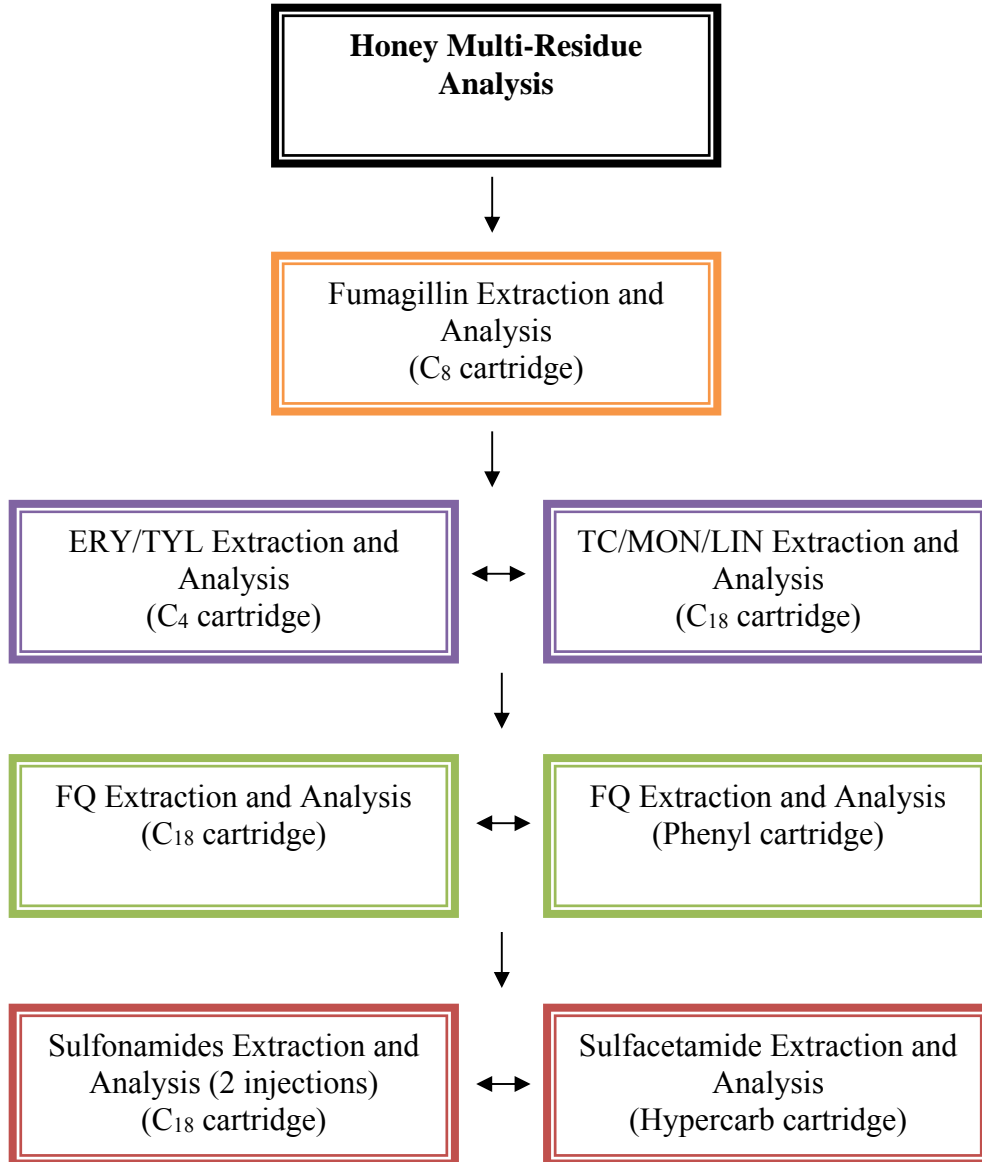 Honey Multi-Residue
Analysis
Fumagillin Extraction and
Analysis
(C₈ cartridge)
ERY/TYL Extraction and
Analysis
(C₄ cartridge)
TC/MON/LIN Extraction and
Analysis
(C₁₈ cartridge)
FQ Extraction and Analysis
(C₁₈ cartridge)
FQ Extraction and Analysis
(Phenyl cartridge)
Sulfonamides Extraction and
Analysis (2 injections)
(C₁₈ cartridge)
Sulfacetamide Extraction and
Analysis
(Hypercarb cartridge)